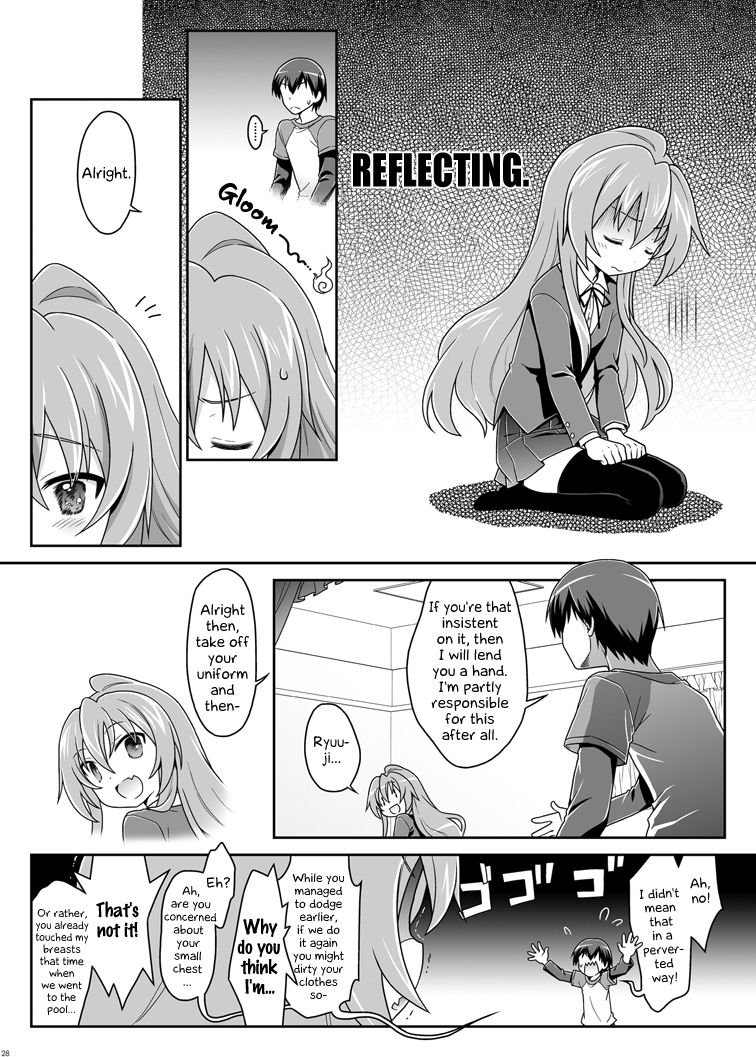 REFLECTING.
......
Gloom~
Alright.
If you're that
insistent
on it, then
I will lend
you a hand.
I'm partly
responsible
for this
after all.
Ryuu-
ji...
Alright
then,
take off
your
uniform
and
then-
Ah,
no!
I didn't
mean
that in
a
perver-
ted way!
ゴゴゴ
While you
managed
to dodge
earlier,
if we do
it again
you might
dirty your
clothes
so-
Why
do you
think
I'm...
Eh?
Ah,
are you
concerned
about
your
small
chest
...
That's
not it!
Or rather,
you already
touched my
breasts
that time
when
we went
to the
pool...
28